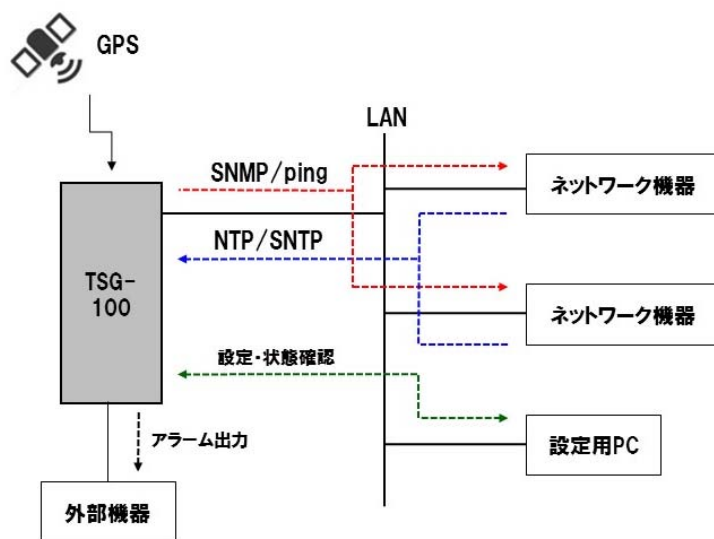 GPS
LAN
SNMP/ping
ネットワーク機器
NTP/SNTP
TSG-
100
ネットワーク機器
設定・状態確認
アラーム出力
設定用PC
外部機器